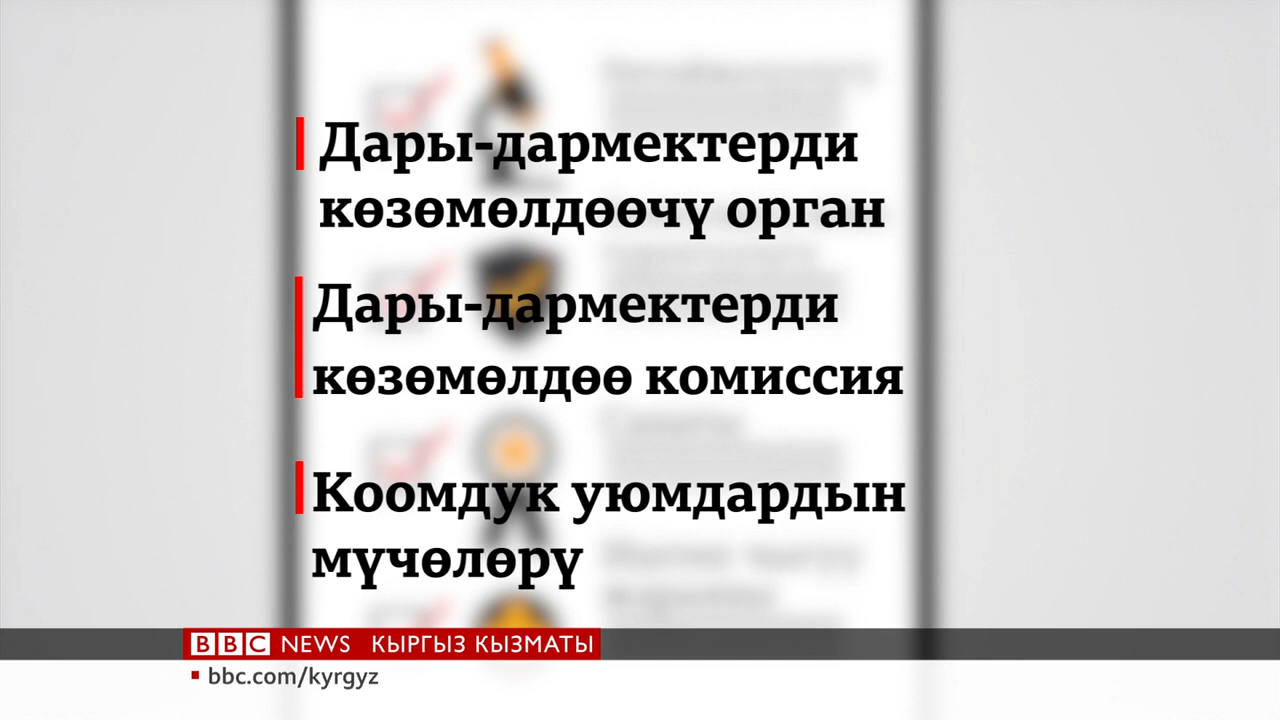 Дары-дармектерди
көзөмөлдөөчү орган
Дары-дармектерди
көзөмөлдөө комиссия
Коомдук уюмдардын
мүчөлөрү
BBC NEWS КЫРГЫЗ КЫЗМАТЫ
bbc.com/kyrgyz